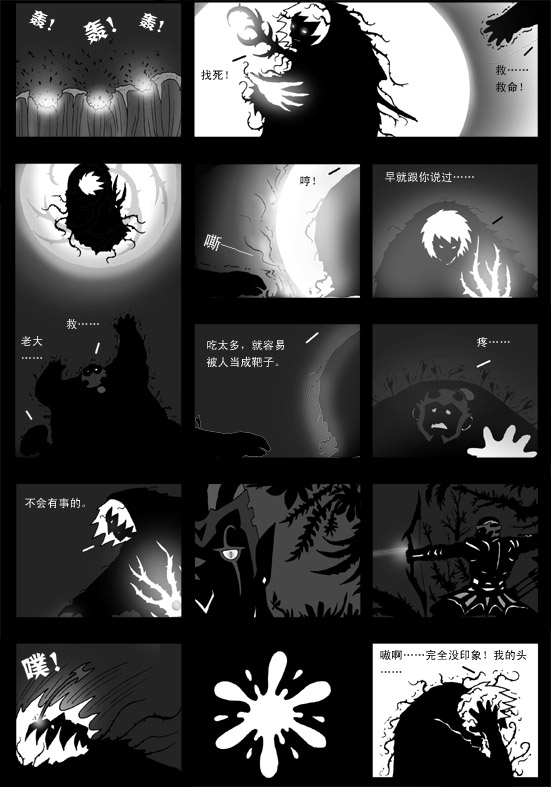 轰！ 轰！ 轰！
找死！
救……
救命！
救……
老大
……
哼！
嘶——
早就跟你说过……
吃太多，就容易
被人当成靶子。
疼……
不会有事的。
噗！
嗷啊……完全没印象！我的头
……